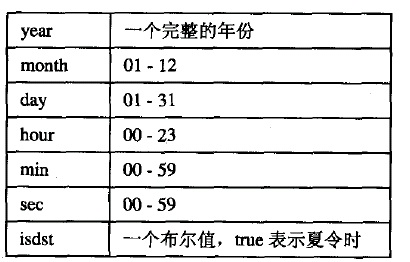 year 一个完整的年份
month 01 - 12
day 01 - 31
hour 00 - 23
min 00 - 59
sec 00 - 59
isdst 一个布尔值，true 表示夏令时